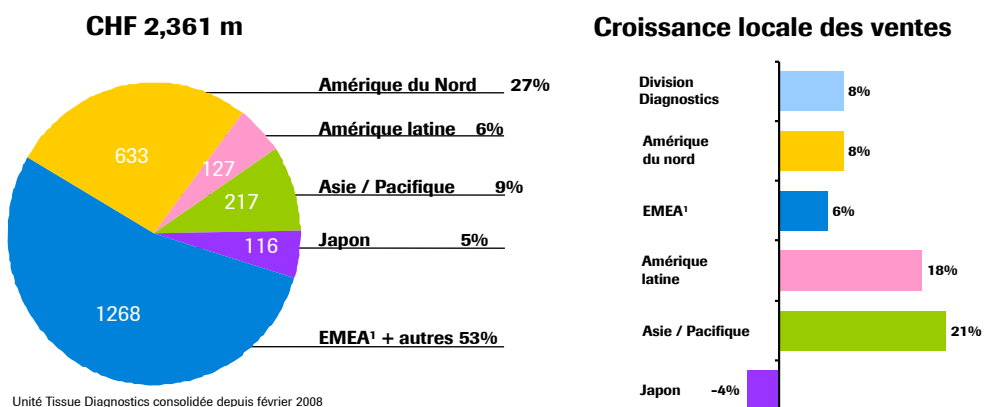 CHF 2,361 m
Amérique du Nord 27%
Amérique latine 6%
Asie / Pacifique 9%
Japon 5%
EMEA¹ + autres 53%
633
127
217
116
1268
Unité Tissue Diagnostics consolidée depuis février 2008
Croissance locale des ventes
Division
Diagnostics
8%
Amérique
du nord
8%
EMEA¹
6%
Amérique
latine
18%
Asie / Pacifique
21%
Japon
-4%